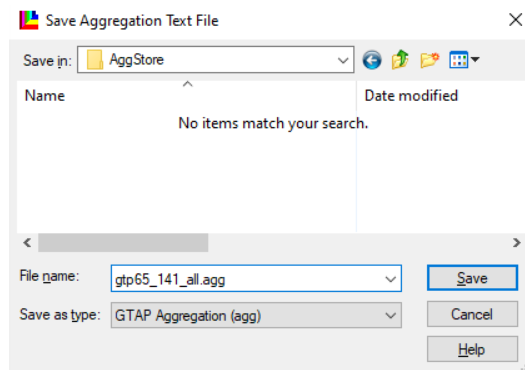 Save Aggregation Text File
Save in: AggStore
Name Date modified
No items match your search.
File name: gtp65_141_all.agg Save
Save as type: GTAP Aggregation (agg) Cancel
Help